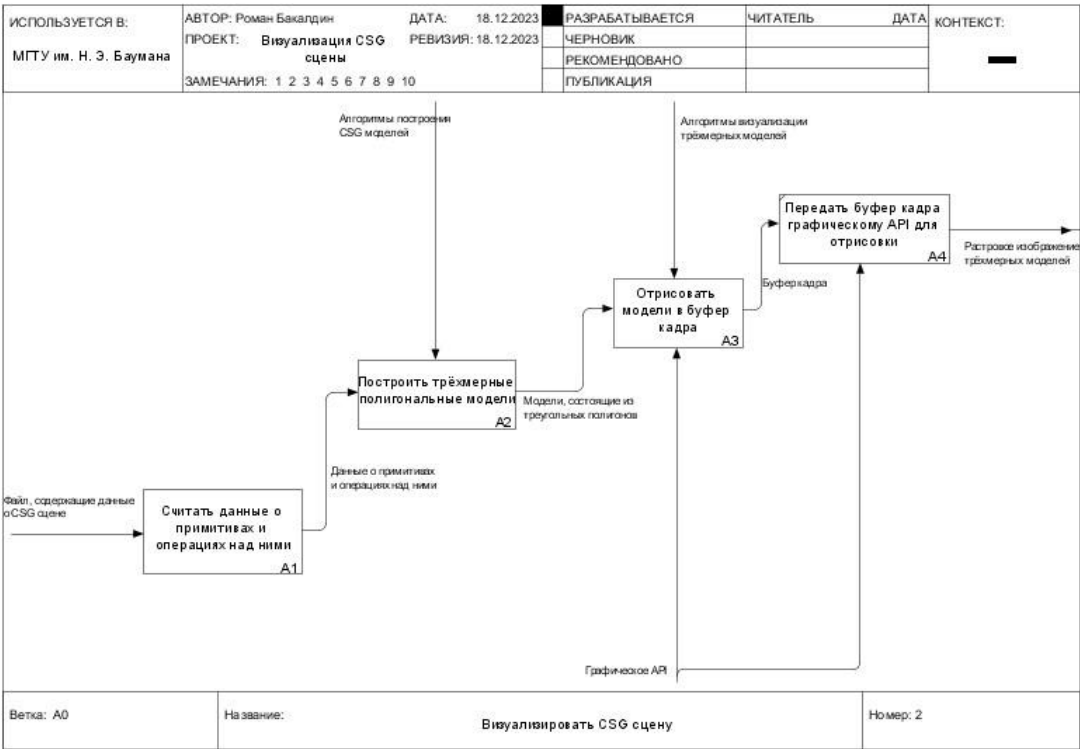 ИСПОЛЬЗУЕТСЯ В:
МГТУ им. Н. Э. Баумана
АВТОР: Роман Бакалдин
ДАТА: 18.12.2023
ПРОЕКТ: Визуализация CSG
сцены
РЕВИЗИЯ: 18.12.2023
ЗАМЕЧАНИЯ: 1 2 3 4 5 6 7 8 9 10
РАЗРАБАТЫВАЕТСЯ
ЧЕРНОВИК
РЕКОМЕНДОВАНО
ПУБЛИКАЦИЯ
ЧИТАТЕЛЬ
ДАТА
КОНТЕКСТ:
Алгоритмы построения
CSG моделей
Алгоритмы визуализации
трёхмерных моделей
Передать буфер кадра
графическому API для
отрисовки
A4
Растровое изображение
трёхмерных моделей
Буфер кадра
Отрисовать
модели в буфер
кадра
A3
Построить трёхмерные
полигональные модели
A2
Модели, состоящие из
треугольных полигонов
Данные о примитивах
и операциях над ними
Файл, содержащие данные
о CSG сцене
Считать данные о
примитивах и
операциях над ними
A1
Графическое API
Ветка: A0
Название:
Визуализировать CSG сцену
Номер: 2